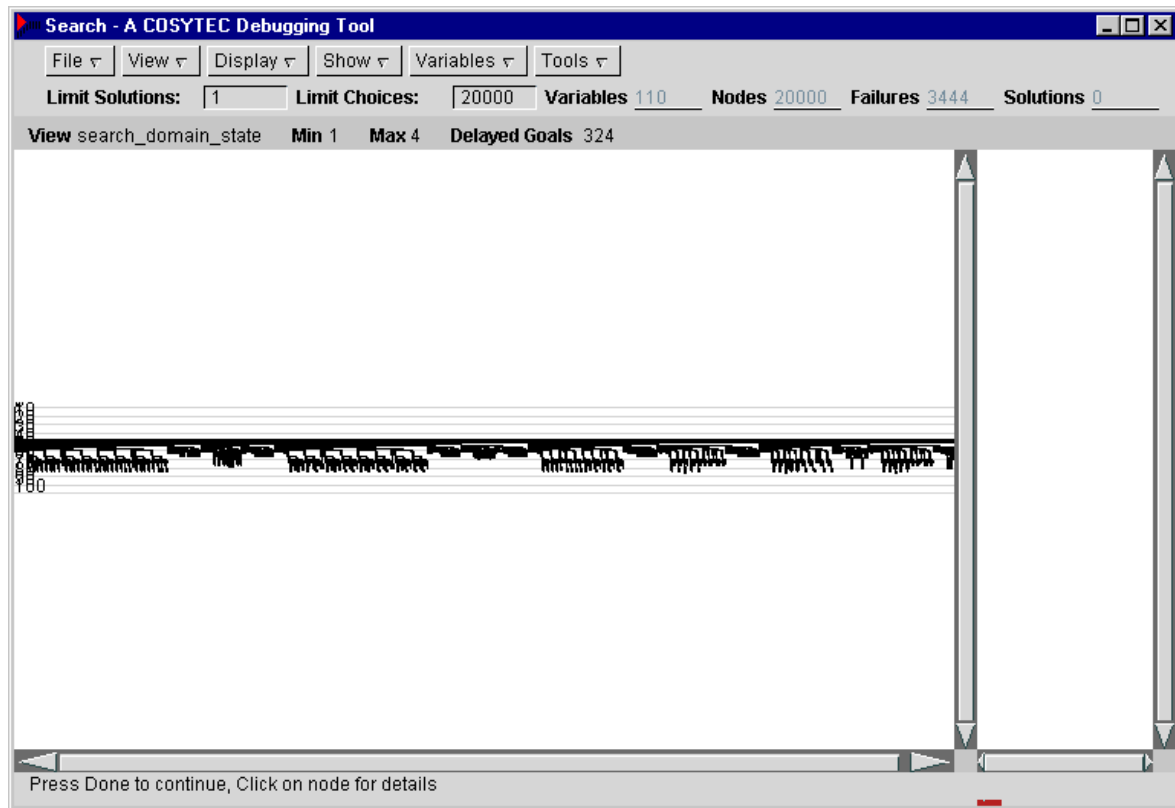 Search - A COSYTEC Debugging Tool
File View Display Show Variables Tools
Limit Solutions: 1 Limit Choices: 20000 Variables 110 Nodes 20000 Failures 3444 Solutions 0
View search_domain_state Min 1 Max 4 Delayed Goals 324
100
Press Done to continue, Click on node for details